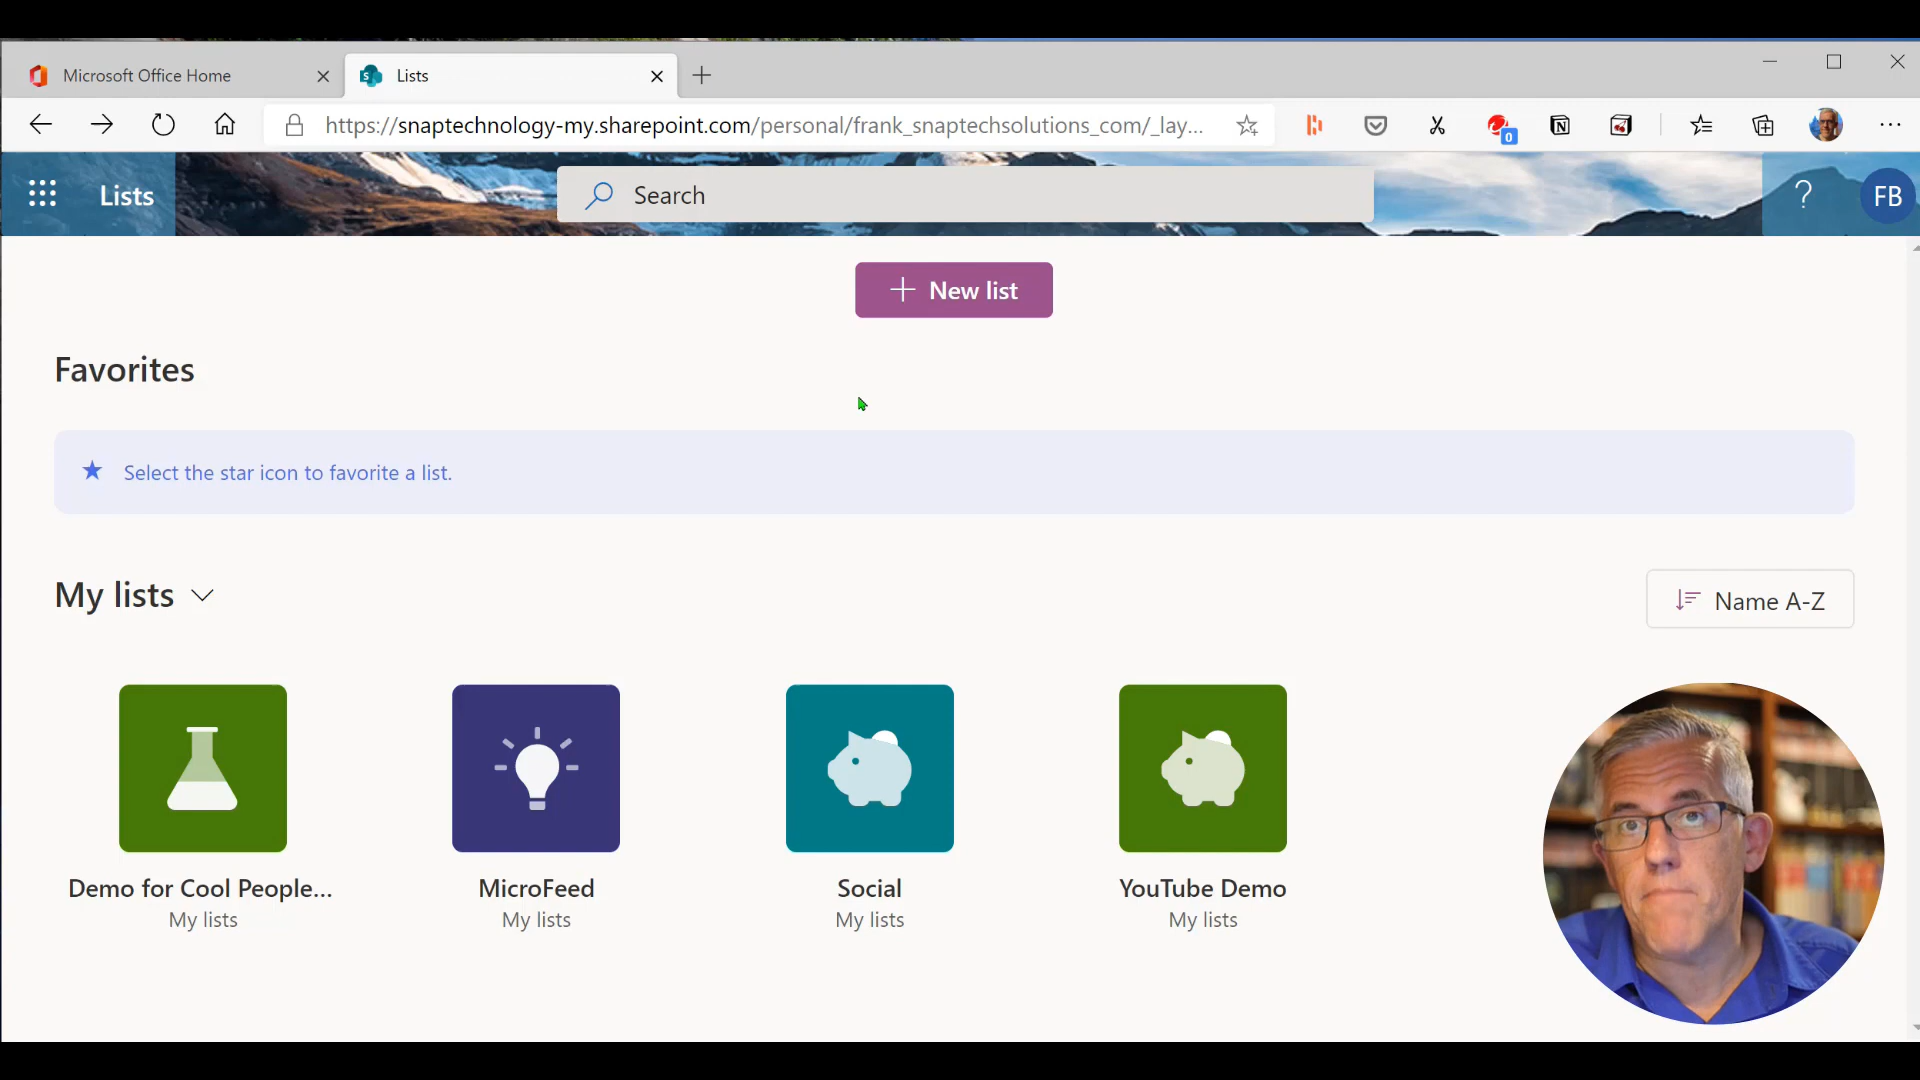 Microsoft Office Home
Lists
https://snaptechnology-my.sharepoint.com/personal/frank_snaptechsolutions_com/_lay...
0
N
Lists
Search
?
FB
New list
Favorites
Select the star icon to favorite a list.
My lists
Name A-Z
Demo for Cool People...
MicroFeed
Social
YouTube Demo
My lists
My lists
My lists
My lists